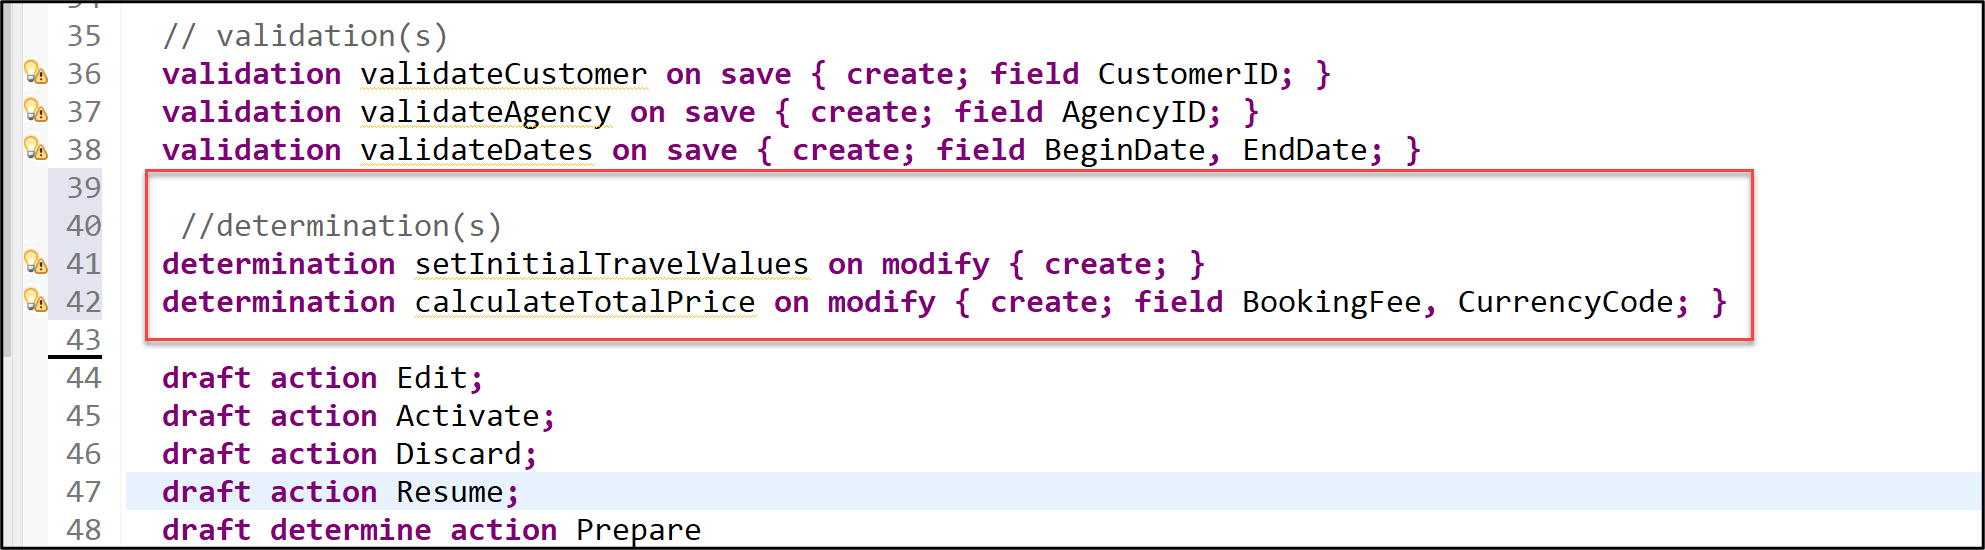 35 // validation(s)
36 validation validateCustomer on save { create; field CustomerID; }
37 validation validateAgency on save { create; field AgencyID; }
38 validation validateDates on save { create; field BeginDate, EndDate; }
39
40 //determination(s)
41 determination setInitialTravelValues on modify { create; }
42 determination calculateTotalPrice on modify { create; field BookingFee, CurrencyCode; }
43
44 draft action Edit;
45 draft action Activate;
46 draft action Discard;
47 draft action Resume;
48 draft determine action Prepare